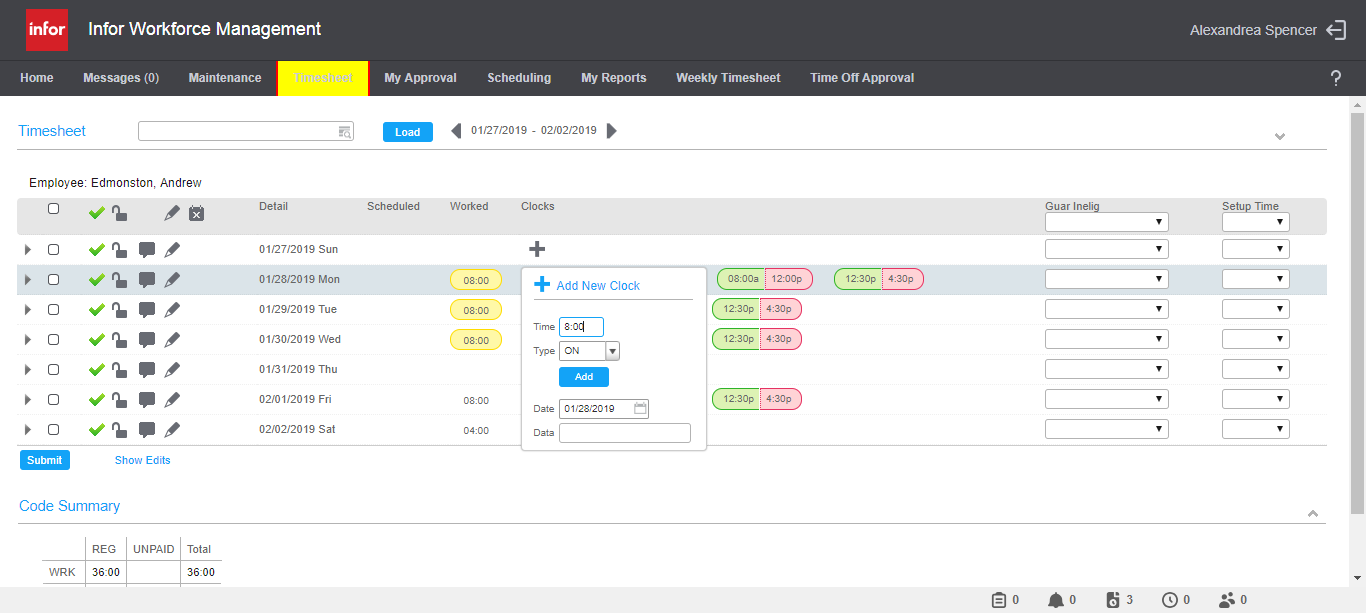 infor Infor Workforce Management Alexandrea Spencer
Home Messages (0) Maintenance Timesheet My Approval Scheduling My Reports Weekly Timesheet Time Off Approval ?
Timesheet Load 01/27/2019 - 02/02/2019
Employee: Edmonston, Andrew
Detail Scheduled Worked Clocks Guar Inelig Setup Time
01/27/2019 Sun
01/28/2019 Mon 08:00 08:00a 12:00p 12:30p 4:30p
01/29/2019 Tue 08:00 12:30p 4:30p
01/30/2019 Wed 08:00 12:30p 4:30p
01/31/2019 Thu
02/01/2019 Fri 08:00 12:30p 4:30p
02/02/2019 Sat 04:00
Add New Clock
Time 8:00
Type ON
Add
Date 01/28/2019
Data
Submit Show Edits
Code Summary
REG UNPAID Total
WRK 36:00 36:00
0 0 3 0 0